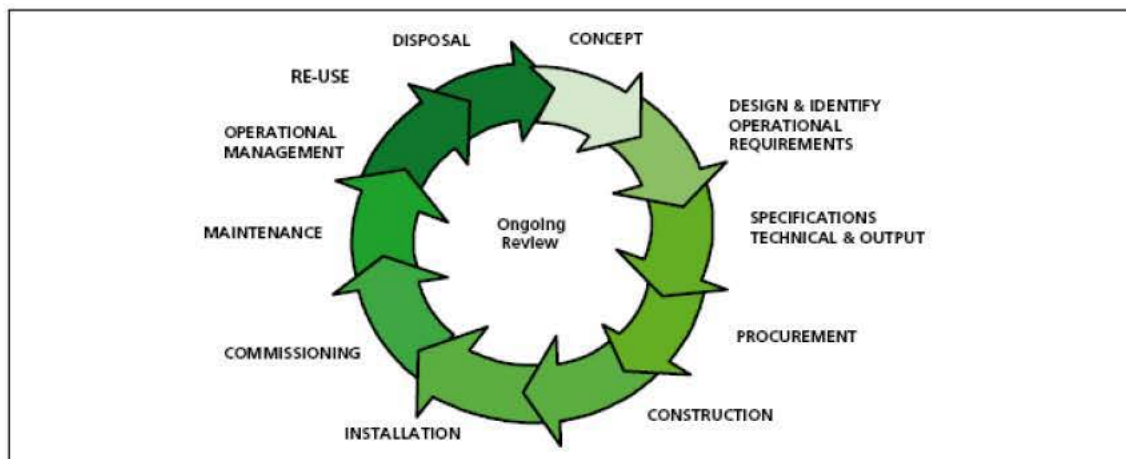 CONCEPT
DESIGN & IDENTIFY
OPERATIONAL
REQUIREMENTS
SPECIFICATIONS
TECHNICAL & OUTPUT
PROCUREMENT
CONSTRUCTION
INSTALLATION
COMMISSIONING
MAINTENANCE
OPERATIONAL
MANAGEMENT
RE-USE
DISPOSAL
Ongoing
Review